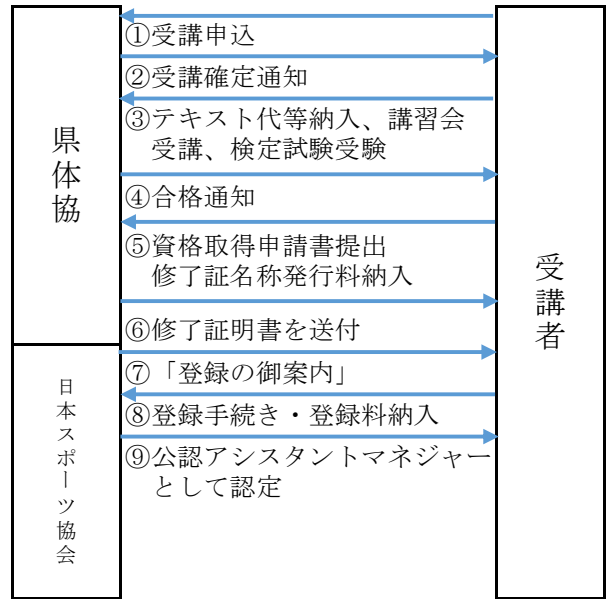 県体協
①受講申込
②受講確定通知
③テキスト代等納入、講習会
受講、検定試験受験
④合格通知
⑤資格取得申請書提出
修了証名称発行料納入
⑥修了証明書を送付
日本スポーツ協会
⑦「登録の御案内」
⑧登録手続き・登録料納入
⑨公認アシスタントマネジャー
として認定
受講者